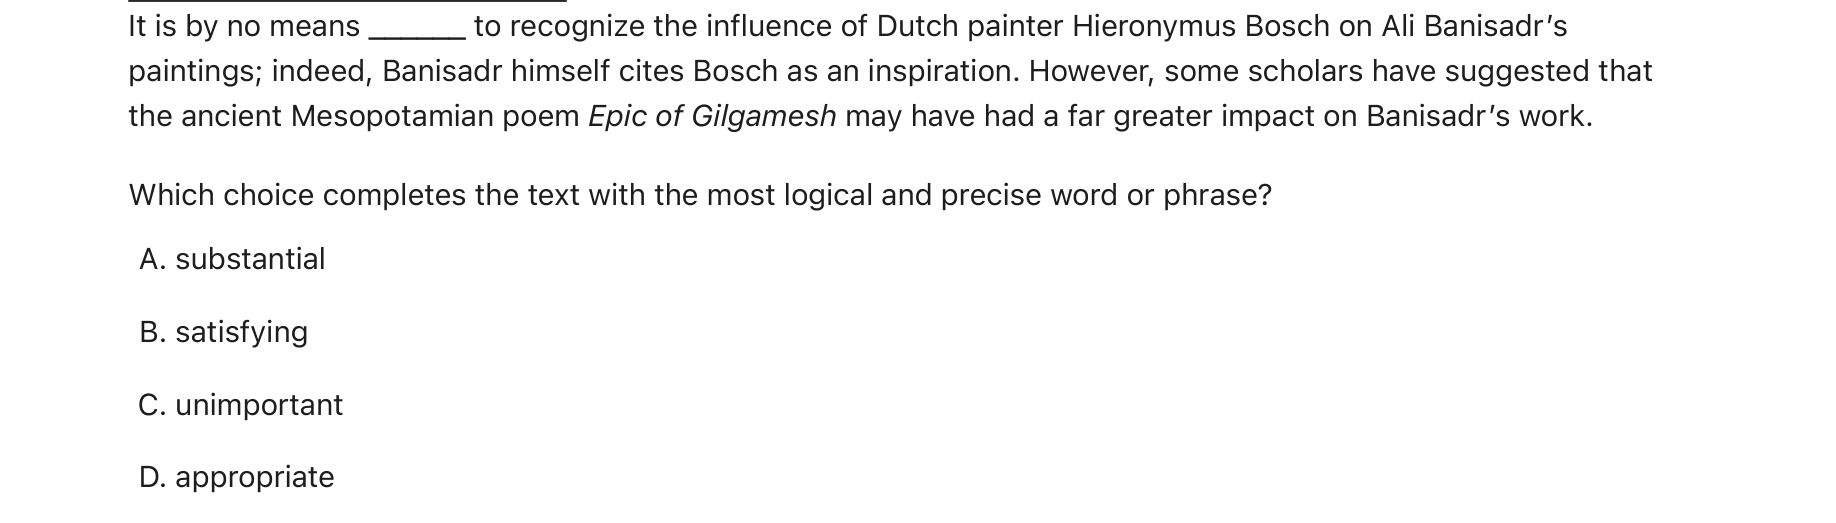 It is by no means ______ to recognize the influence of Dutch painter Hieronymus Bosch on Ali Banisadr’s
paintings; indeed, Banisadr himself cites Bosch as an inspiration. However, some scholars have suggested that
the ancient Mesopotamian poem Epic of Gilgamesh may have had a far greater impact on Banisadr’s work.
Which choice completes the text with the most logical and precise word or phrase?
A. substantial
B. satisfying
C. unimportant
D. appropriate